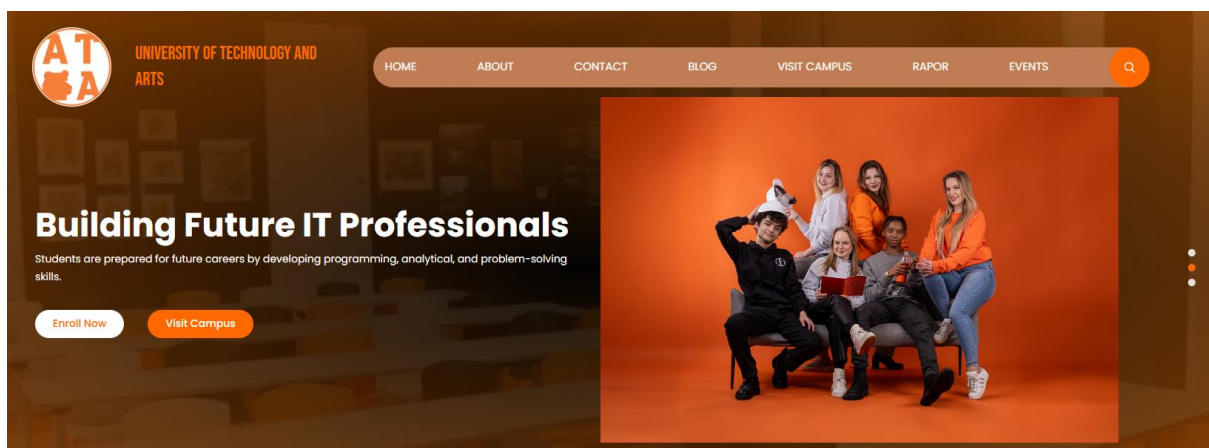 AT
A
UNIVERSITY OF TECHNOLOGY AND
ARTS
HOME ABOUT CONTACT BLOG VISIT CAMPUS RAPOR EVENTS
Building Future IT Professionals
Students are prepared for future careers by developing programming, analytical, and problem-solving
skills.
Enroll Now Visit Campus